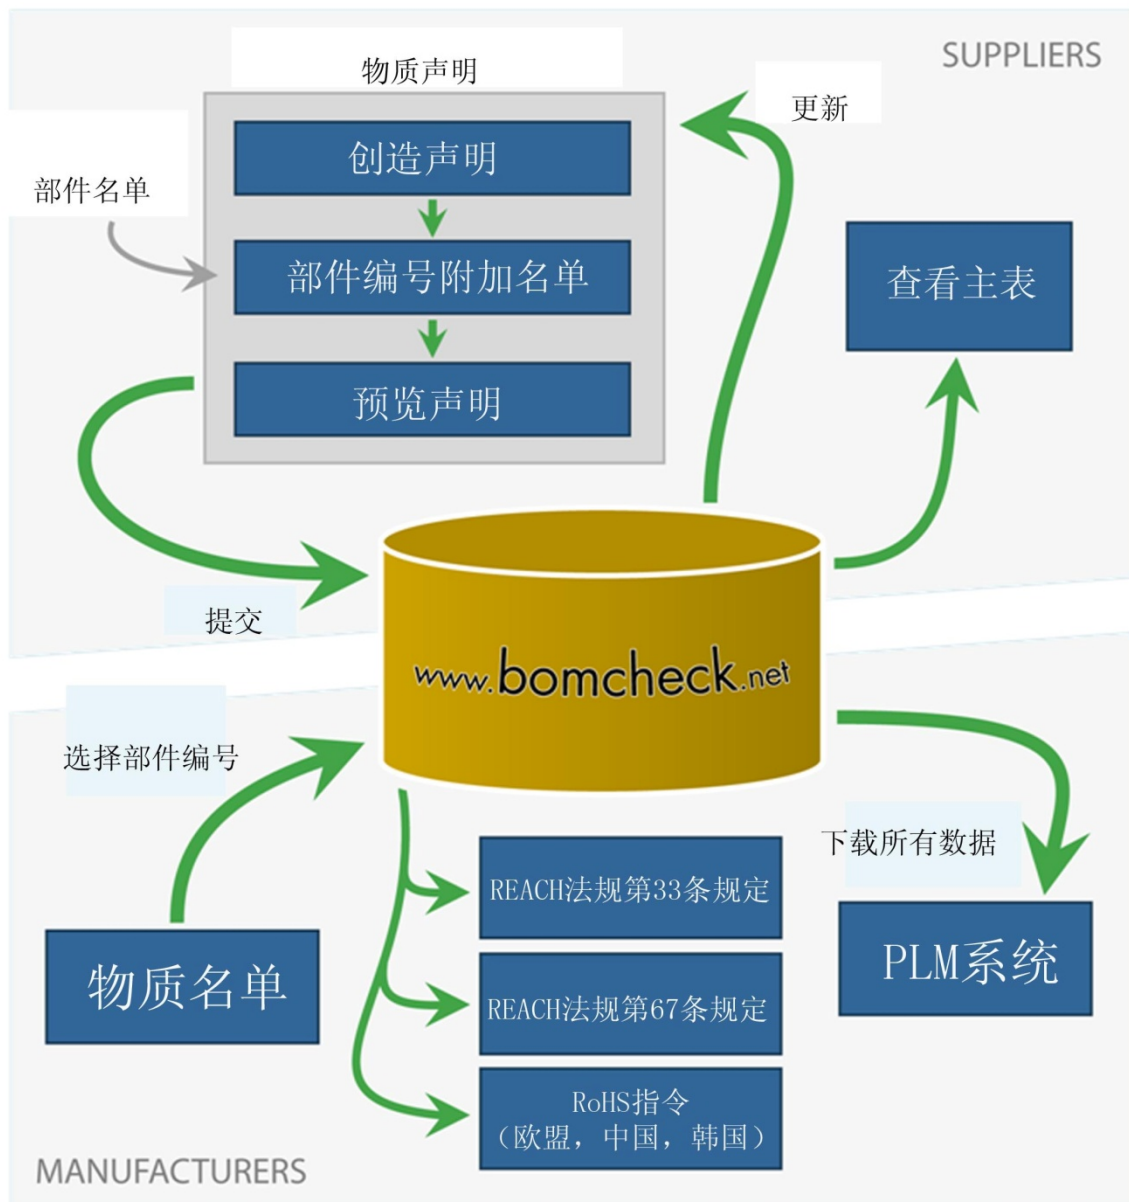 物质声明
SUPPLIERS
更新
创造声明
部件名单
部件编号附加名单
查看主表
预览声明
提交
www.bomcheck.net
选择部件编号
下载所有数据
REACH法规第33条规定
物质名单
PLM系统
REACH法规第67条规定
RoHS指令
（欧盟，中国，韩国）
MANUFACTURERS